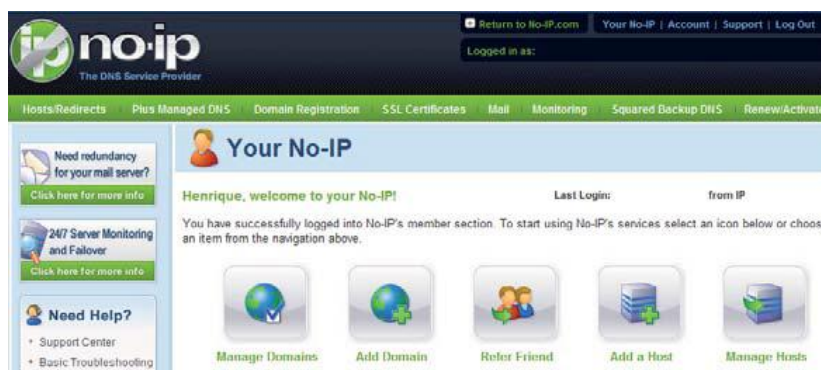 Return to No-IP.com
Your No-IP | Account | Support | Log Out
no·ip
The DNS Service Provider
Logged in as:
Hosts/Redirects Plus Managed DNS Domain Registration SSL Certificates Mail Monitoring Squared Backup DNS Renew/Activate
Need redundancy
for your mail server?
Click here for more info
24/7 Server Monitoring
and Failover
Click here for more info
Need Help?
Support Center
Basic Troubleshooting
Your No-IP
Henrique, welcome to your No-IP! Last Login: from IP
You have successfully logged into No-IP's member section. To start using No-IP's services select an icon below or choos
an item from the navigation above.
Manage Domains Add Domain Refer Friend Add a Host Manage Hosts